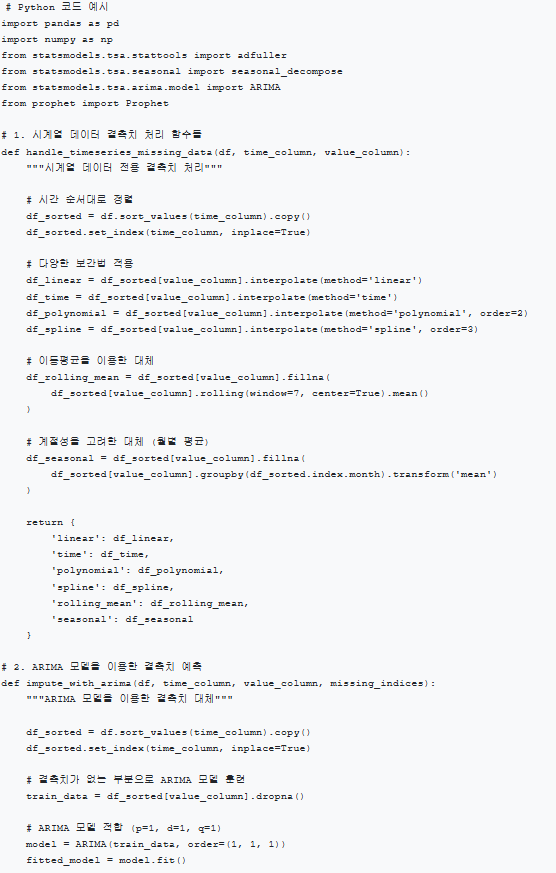 # Python 코드 예시
import pandas as pd
import numpy as np
from statsmodels.tsa.stattools import adfuller
from statsmodels.tsa.seasonal import seasonal_decompose
from statsmodels.tsa.arima.model import ARIMA
from prophet import Prophet

# 1. 시계열 데이터 결측치 처리 함수들
def handle_timeseries_missing_data(df, time_column, value_column):
    """시계열 데이터 전용 결측치 처리"""

    # 시간 순서대로 정렬
    df_sorted = df.sort_values(time_column).copy()
    df_sorted.set_index(time_column, inplace=True)

    # 다양한 보간법 적용
    df_linear = df_sorted[value_column].interpolate(method='linear')
    df_time = df_sorted[value_column].interpolate(method='time')
    df_polynomial = df_sorted[value_column].interpolate(method='polynomial', order=2)
    df_spline = df_sorted[value_column].interpolate(method='spline', order=3)

    # 이동평균을 이용한 대체
    df_rolling_mean = df_sorted[value_column].fillna(
        df_sorted[value_column].rolling(window=7, center=True).mean()
    )

    # 계절성을 고려한 대체 (월별 평균)
    df_seasonal = df_sorted[value_column].fillna(
        df_sorted[value_column].groupby(df_sorted.index.month).transform('mean')
    )

    return {
        'linear': df_linear,
        'time': df_time,
        'polynomial': df_polynomial,
        'spline': df_spline,
        'rolling_mean': df_rolling_mean,
        'seasonal': df_seasonal
    }

# 2. ARIMA 모델을 이용한 결측치 예측
def impute_with_arima(df, time_column, value_column, missing_indices):
    """ARIMA 모델을 이용한 결측치 대체"""

    df_sorted = df.sort_values(time_column).copy()
    df_sorted.set_index(time_column, inplace=True)

    # 결측치가 없는 부분으로 ARIMA 모델 훈련
    train_data = df_sorted[value_column].dropna()

    # ARIMA 모델 적합 (p=1, d=1, q=1)
    model = ARIMA(train_data, order=(1, 1, 1))
    fitted_model = model.fit()